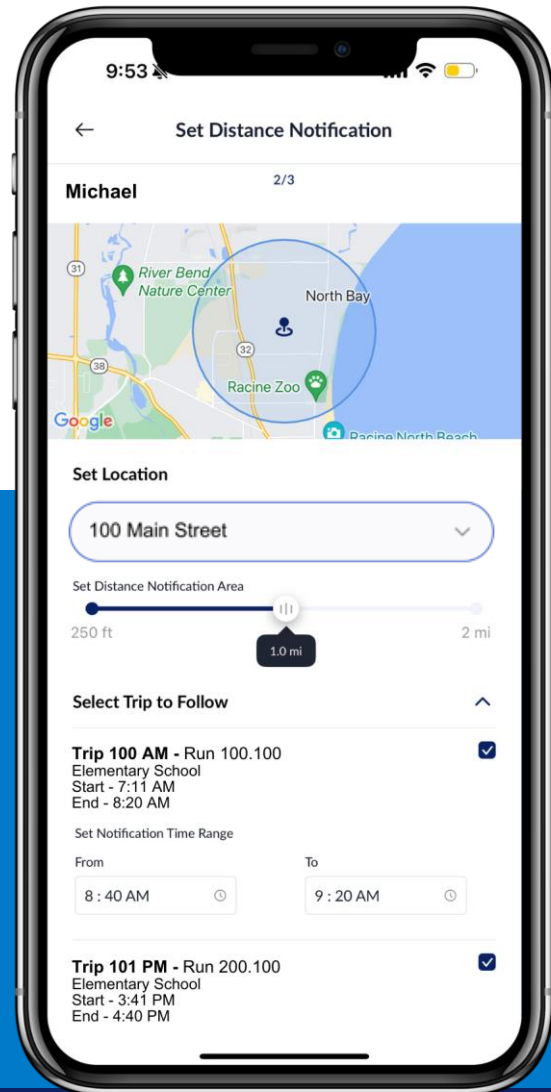 9:53
Set Distance Notification
2/3
Michael
31
River Bend
Nature Center
North Bay
32
38
Racine Zoo
Google
Racine North Beach
Set Location
100 Main Street
Set Distance Notification Area
250 ft
2 mi
1.0 mi
Select Trip to Follow
Trip 100 AM - Run 100.100
Elementary School
Start - 7:11 AM
End - 8:20 AM
Set Notification Time Range
From
To
8 : 40 AM
9 : 20 AM
Trip 101 PM - Run 200.100
Elementary School
Start - 3:41 PM
End - 4:40 PM